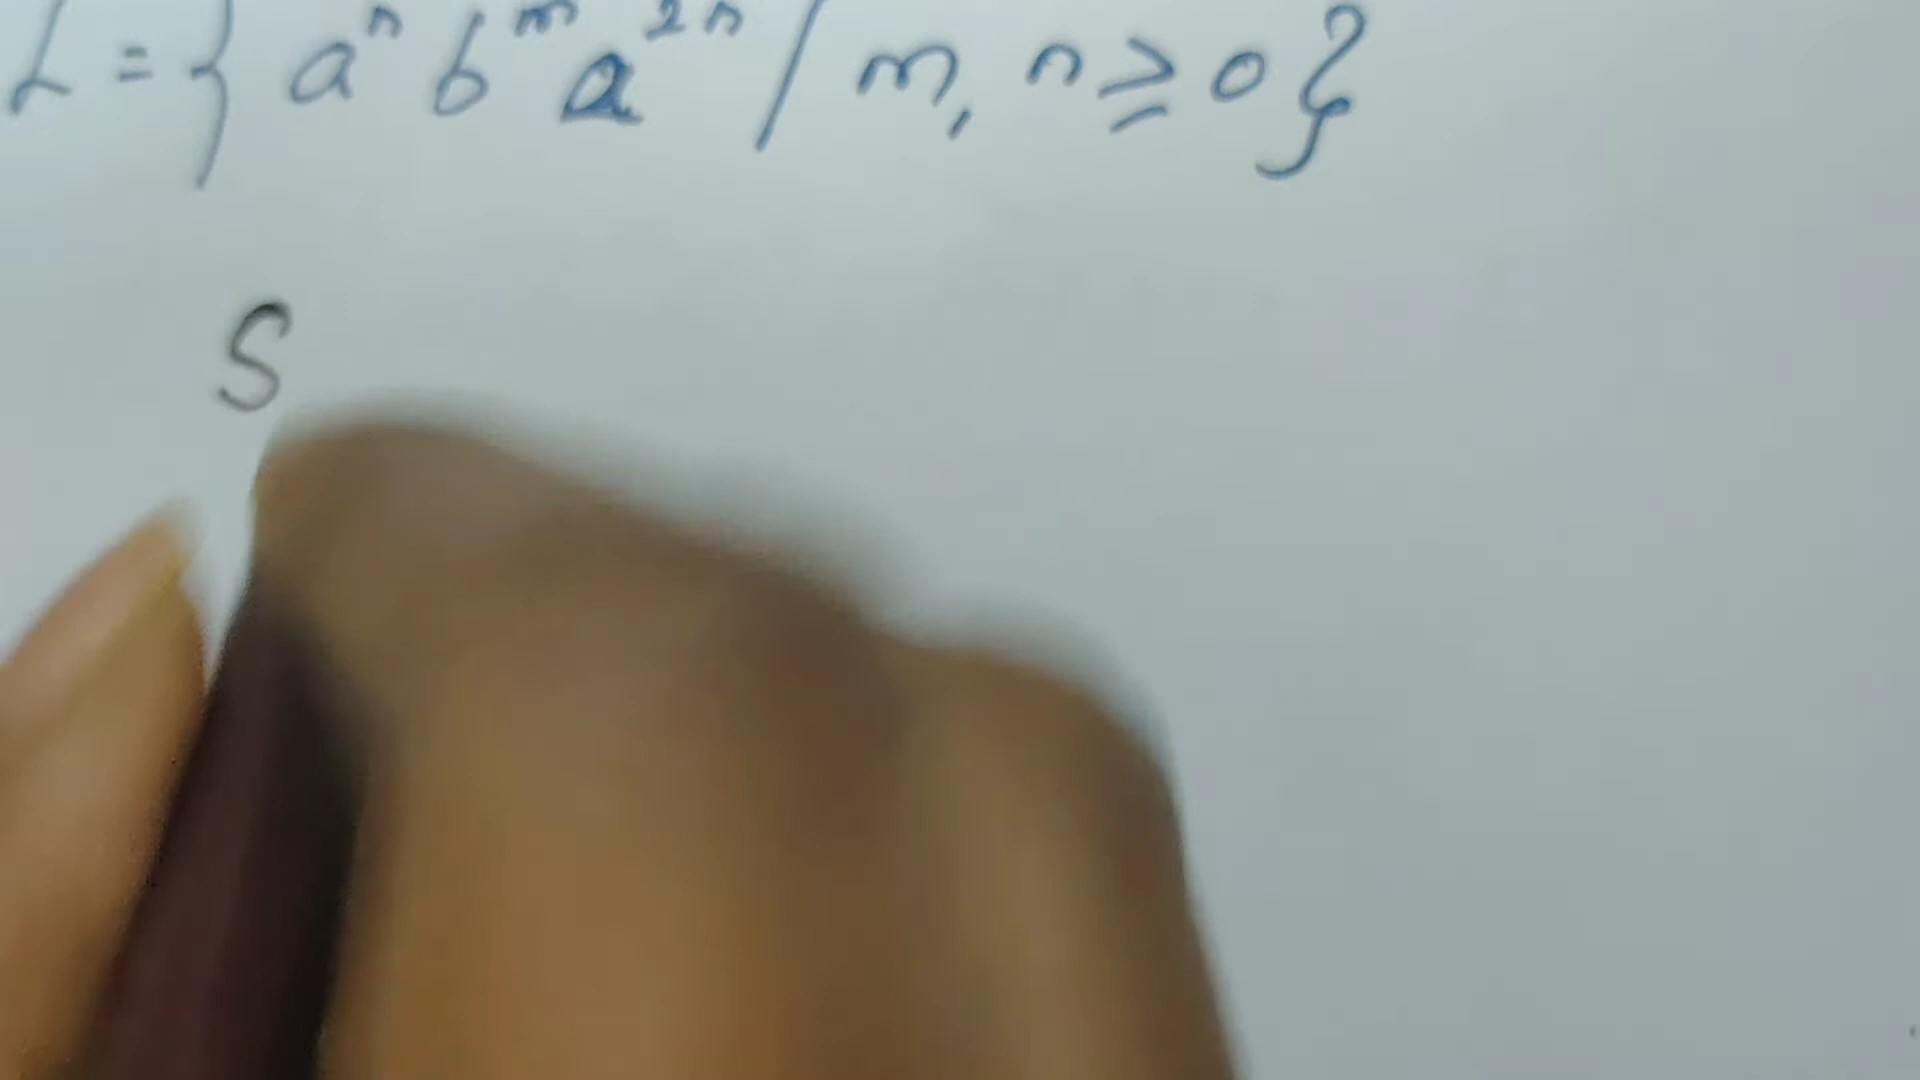 L = { aⁿ bᵐ a²ⁿ / m, n ≥ 0 }
S